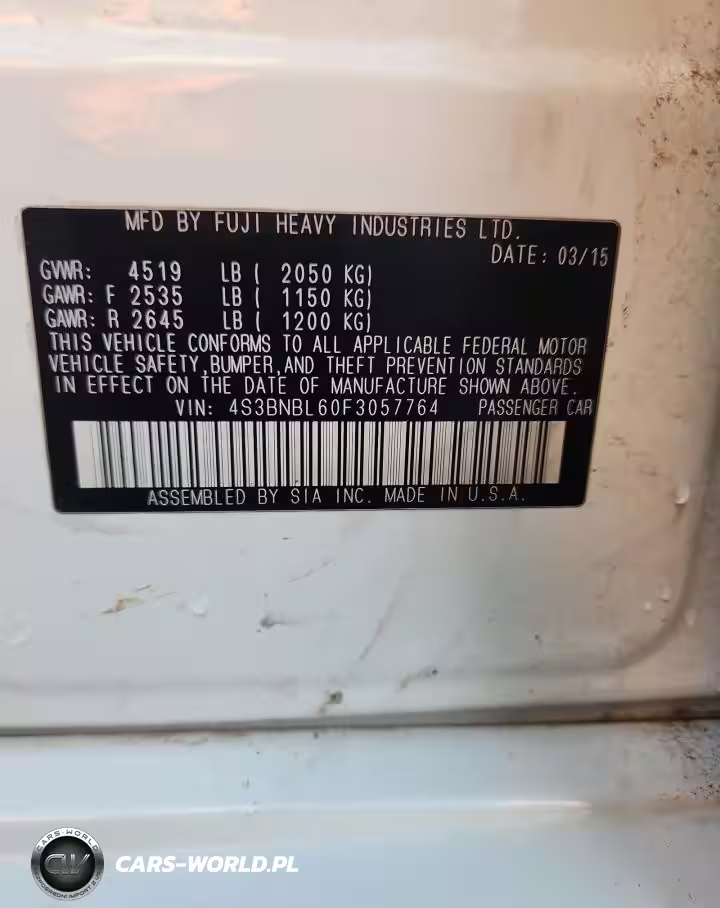 MFD BY FUJI HEAVY INDUSTRIES LTD.
DATE: 03/15
GVWR: 4519 LB ( 2050 KG)
GAWR: F 2535 LB ( 1150 KG)
GAWR: R 2645 LB ( 1200 KG)
THIS VEHICLE CONFORMS TO ALL APPLICABLE FEDERAL MOTOR
VEHICLE SAFETY,BUMPER,AND THEFT PREVENTION STANDARDS
IN EFFECT ON THE DATE OF MANUFACTURE SHOWN ABOVE.
VIN: 4S3BNBL60F3057764 PASSENGER CAR
ASSEMBLED BY SIA INC. MADE IN U.S.A.
CARS-WORLD
CW
CARS-WORLD.PL